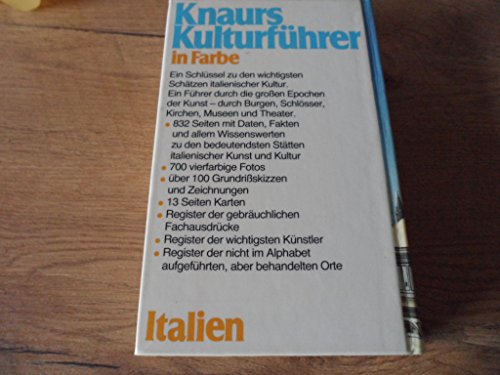 Knaurs
Kulturführer
in Farbe
Ein Schlüssel zu den wichtigsten
Schätzen italienischer Kultur.
Ein Führer durch die großen Epochen
der Kunst – durch Burgen, Schlösser,
Kirchen, Museen und Theater.
• 832 Seiten mit Daten, Fakten
und allem Wissenswerten
zu den bedeutendsten Stätten
italienischer Kunst und Kultur
• 700 vierfarbige Fotos
• über 100 Grundrißskizzen
und Zeichnungen
• 13 Seiten Karten
• Register der gebräuchlichen
Fachausdrücke
• Register der wichtigsten Künstler
• Register der nicht im Alphabet
aufgeführten, aber behandelten Orte
Italien